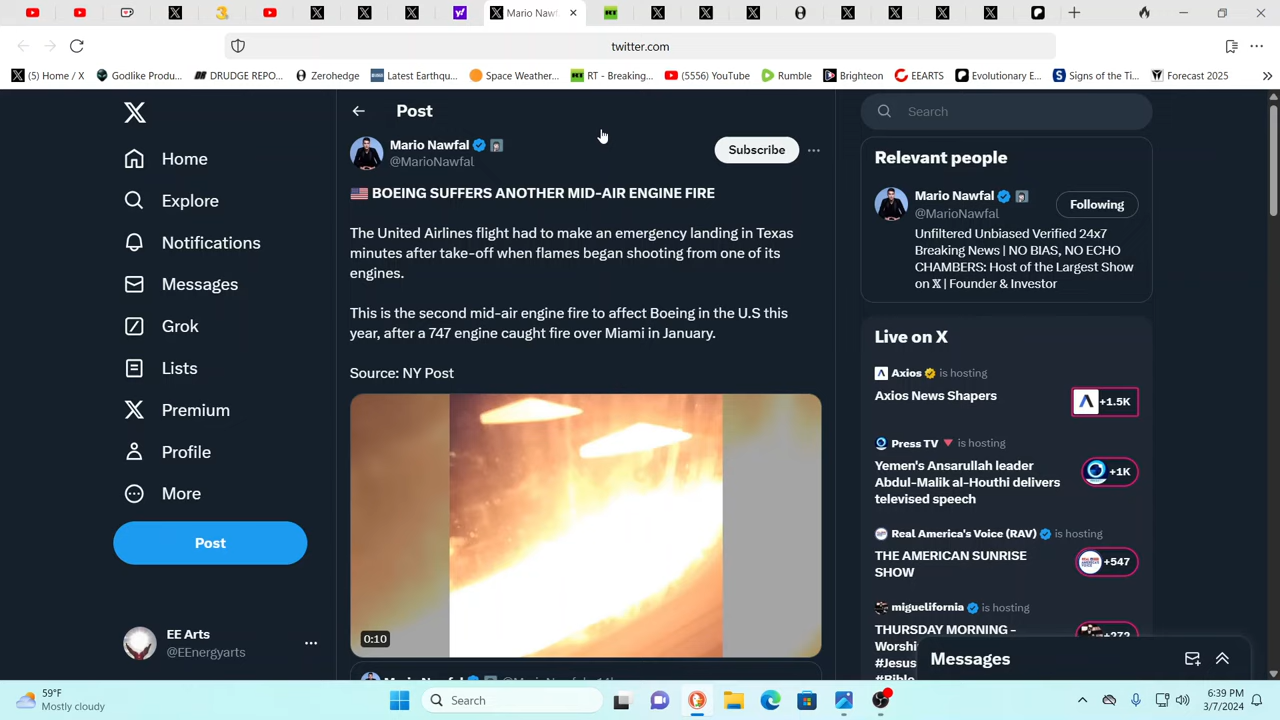 Mario Nawf
twitter.com
(5) Home / X
Godlike Produ...
DRUDGE REPO...
Zerohedge
Latest Earthqu...
Space Weather...
RT - Breaking...
(5556) YouTube
Rumble
Brighteon
EEARTS
Evolutionary E...
Signs of the Ti...
Forecast 2025
Home
Explore
Notifications
Messages
Grok
Lists
Premium
Profile
More
Post
EE Arts
@EEnergyarts
Post
Mario Nawfal
@MarioNawfal
Subscribe
🇺🇸 BOEING SUFFERS ANOTHER MID-AIR ENGINE FIRE
The United Airlines flight had to make an emergency landing in Texas
minutes after take-off when flames began shooting from one of its
engines.
This is the second mid-air engine fire to affect Boeing in the U.S this
year, after a 747 engine caught fire over Miami in January.
Source: NY Post
0:10
Search
Relevant people
Mario Nawfal
@MarioNawfal
Following
Unfiltered Unbiased Verified 24x7
Breaking News | NO BIAS, NO ECHO
CHAMBERS: Host of the Largest Show
on 𝕏 | Founder & Investor
Live on X
Axios is hosting
Axios News Shapers
+1.5K
Press TV 🔻 is hosting
Yemen's Ansarullah leader
Abdul-Malik al-Houthi delivers
televised speech
+1K
Real America's Voice (RAV) is hosting
THE AMERICAN SUNRISE
SHOW
+547
miguelifornia is hosting
THURSDAY MORNING -
Worshi
#Jesus
Messages
59°F
Mostly cloudy
Search
6:39 PM
3/7/2024